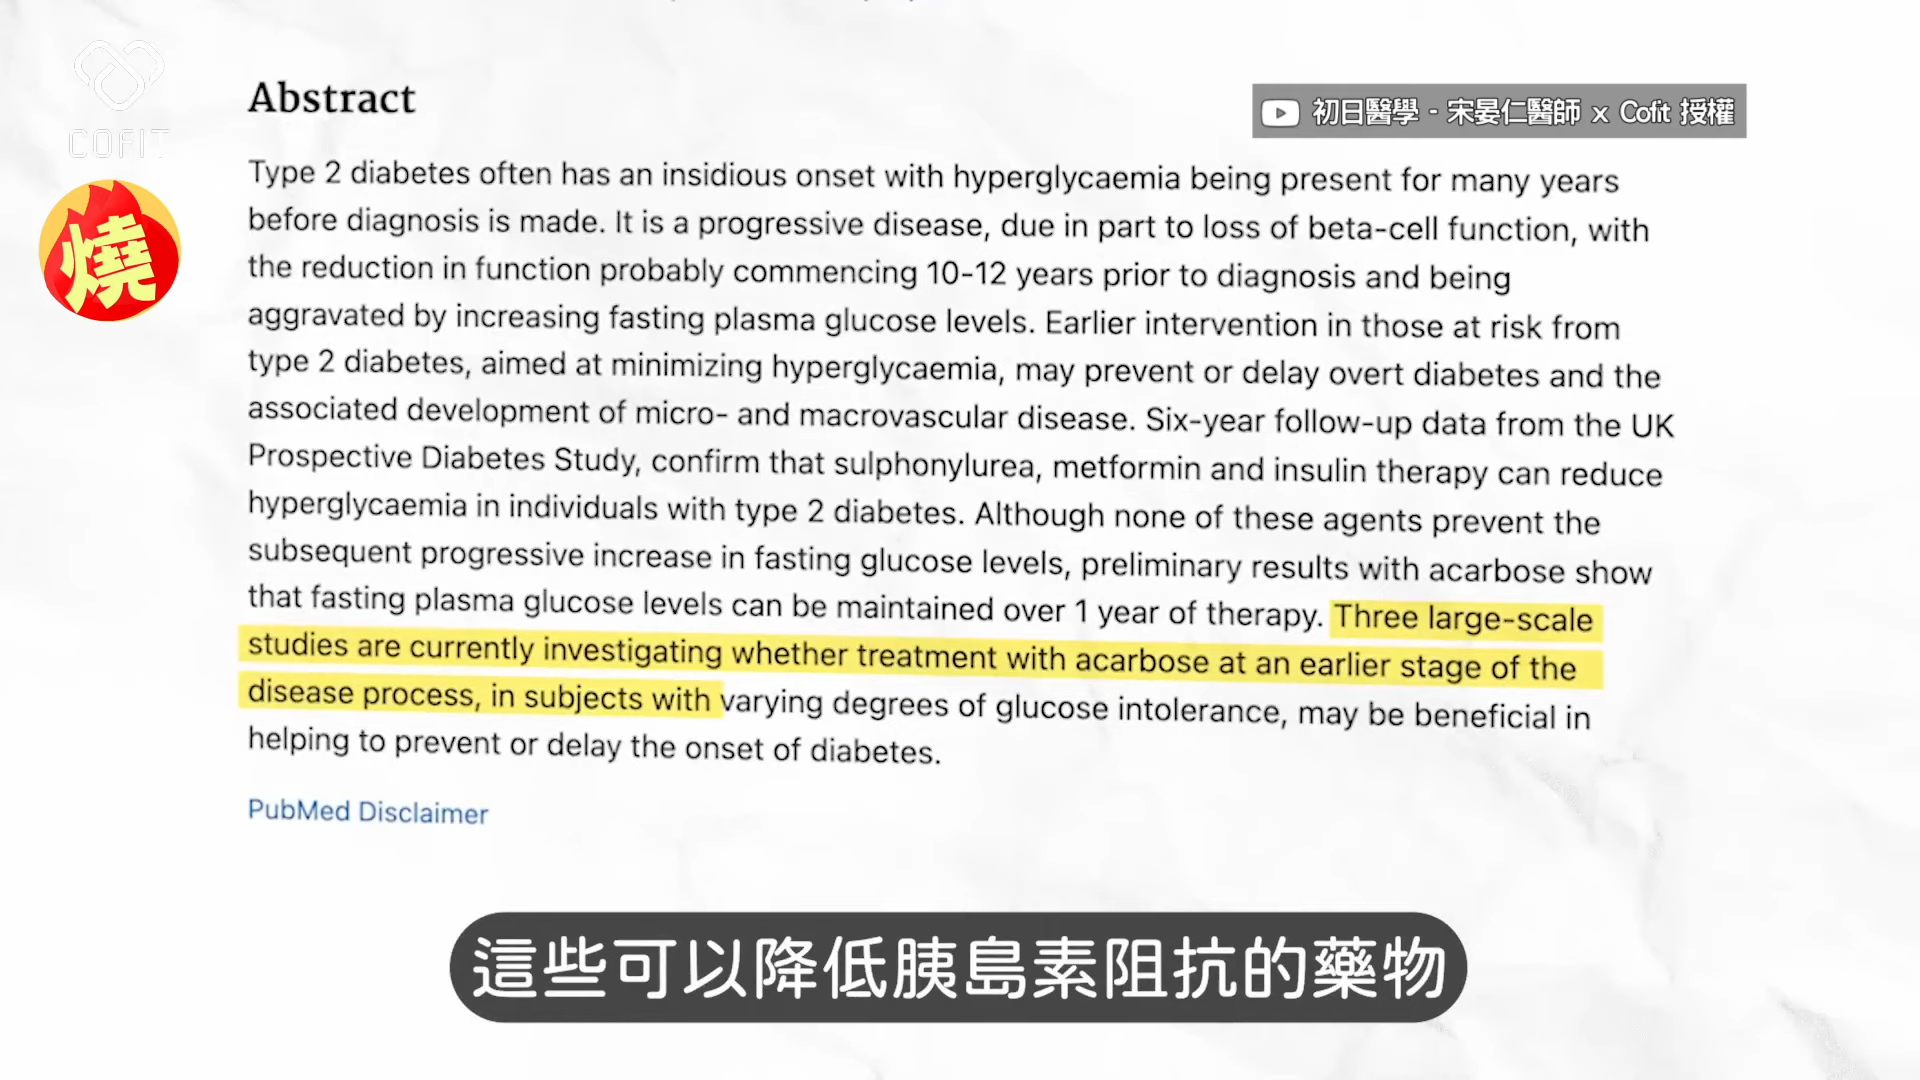 COFIT
燒
Abstract
初日醫學 - 宋晏仁醫師 x Cofit 授權
Type 2 diabetes often has an insidious onset with hyperglycaemia being present for many years
before diagnosis is made. It is a progressive disease, due in part to loss of beta-cell function, with
the reduction in function probably commencing 10-12 years prior to diagnosis and being
aggravated by increasing fasting plasma glucose levels. Earlier intervention in those at risk from
type 2 diabetes, aimed at minimizing hyperglycaemia, may prevent or delay overt diabetes and the
associated development of micro- and macrovascular disease. Six-year follow-up data from the UK
Prospective Diabetes Study, confirm that sulphonylurea, metformin and insulin therapy can reduce
hyperglycaemia in individuals with type 2 diabetes. Although none of these agents prevent the
subsequent progressive increase in fasting glucose levels, preliminary results with acarbose show
that fasting plasma glucose levels can be maintained over 1 year of therapy. Three large-scale
studies are currently investigating whether treatment with acarbose at an earlier stage of the
disease process, in subjects with varying degrees of glucose intolerance, may be beneficial in
helping to prevent or delay the onset of diabetes.
PubMed Disclaimer
這些可以降低胰島素阻抗的藥物